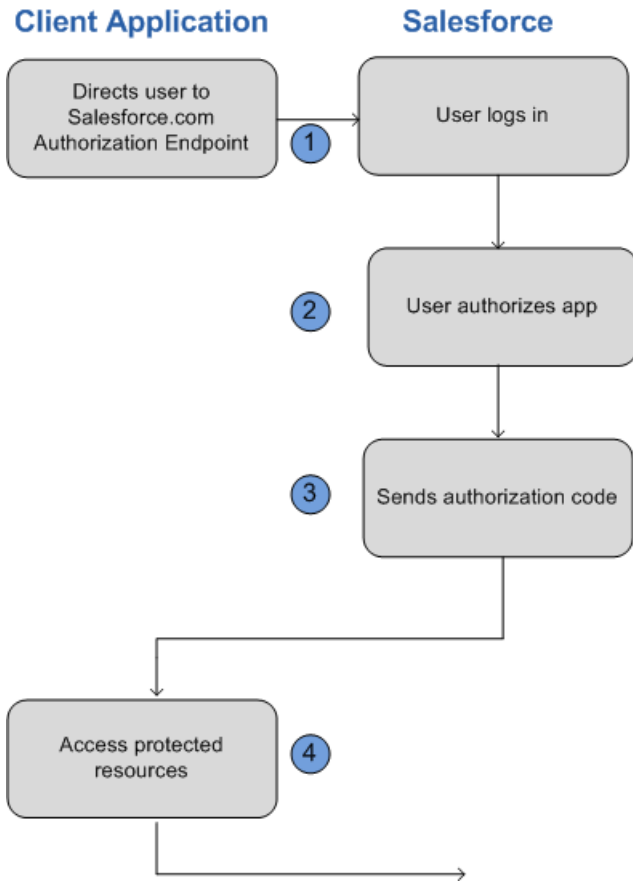 Client Application
Salesforce
Directs user to
Salesforce.com
Authorization Endpoint
1
User logs in
2
User authorizes app
3
Sends authorization code
Access protected
resources
4